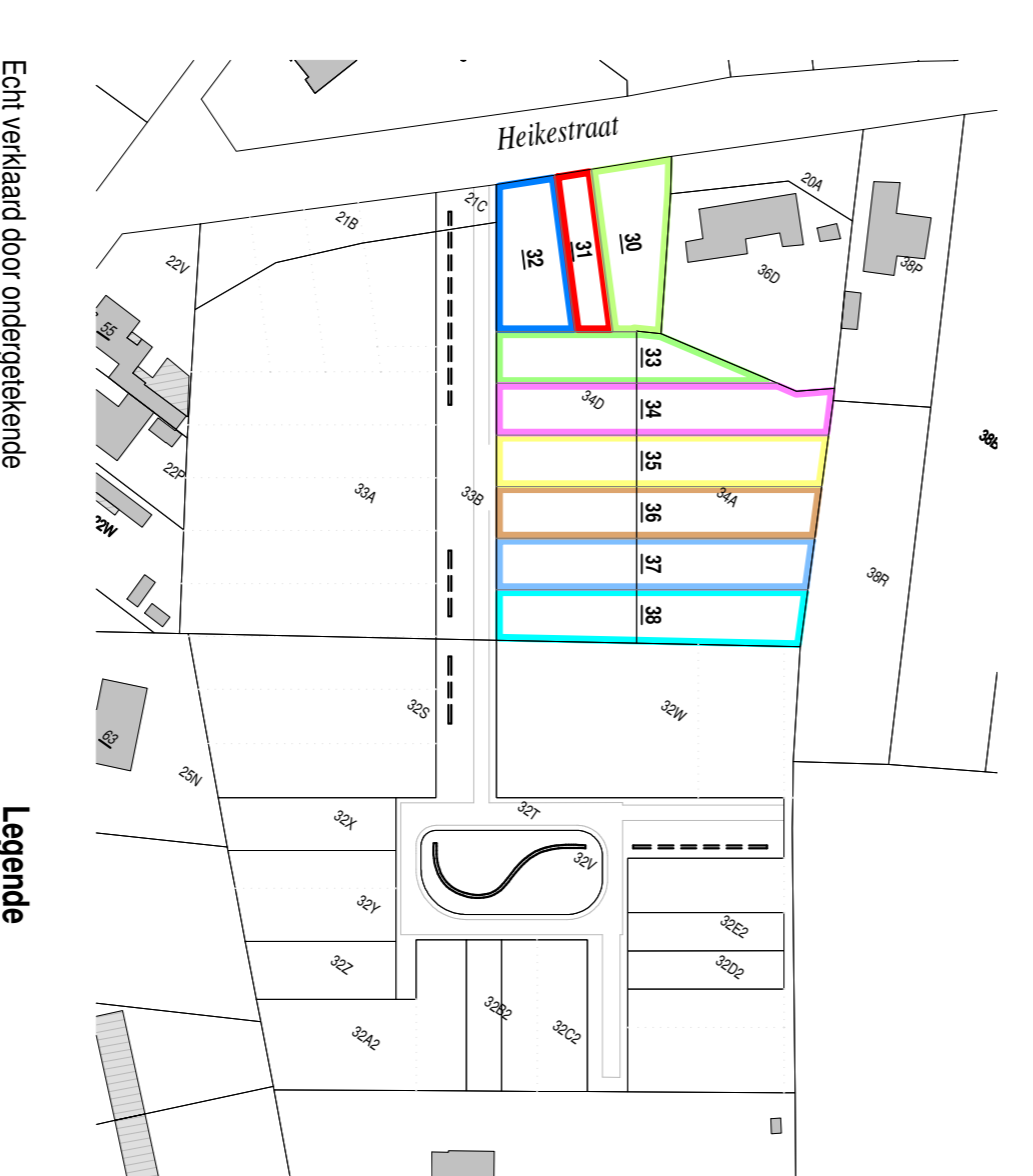 Echt verklaard door ondergetekende
Legende
Heikestraat
20A
21C
21B
32
31
30
36D
38P
22V
55
33
34D
34
35
34A
36
37
38
22P
33A
33B
22W
38R
32S
32W
63
25N
32T
32X
32V
32Y
32E2
32Z
32D2
32B2
32C2
32A2